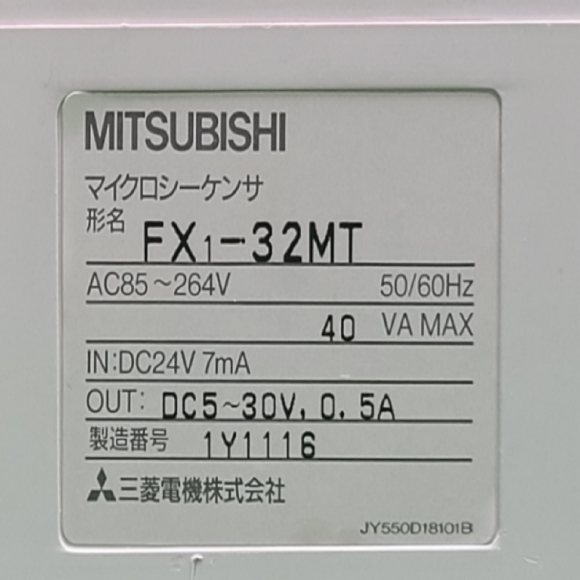 MITSUBISHI
マイクロシーケンサ
形名 FX1-32MT
AC85~264V 50/60Hz
40 VA MAX
IN:DC24V 7mA
OUT: DC5~30V, 0.5A
製造番号 1Y1116
三菱電機株式会社
JY550D18101B